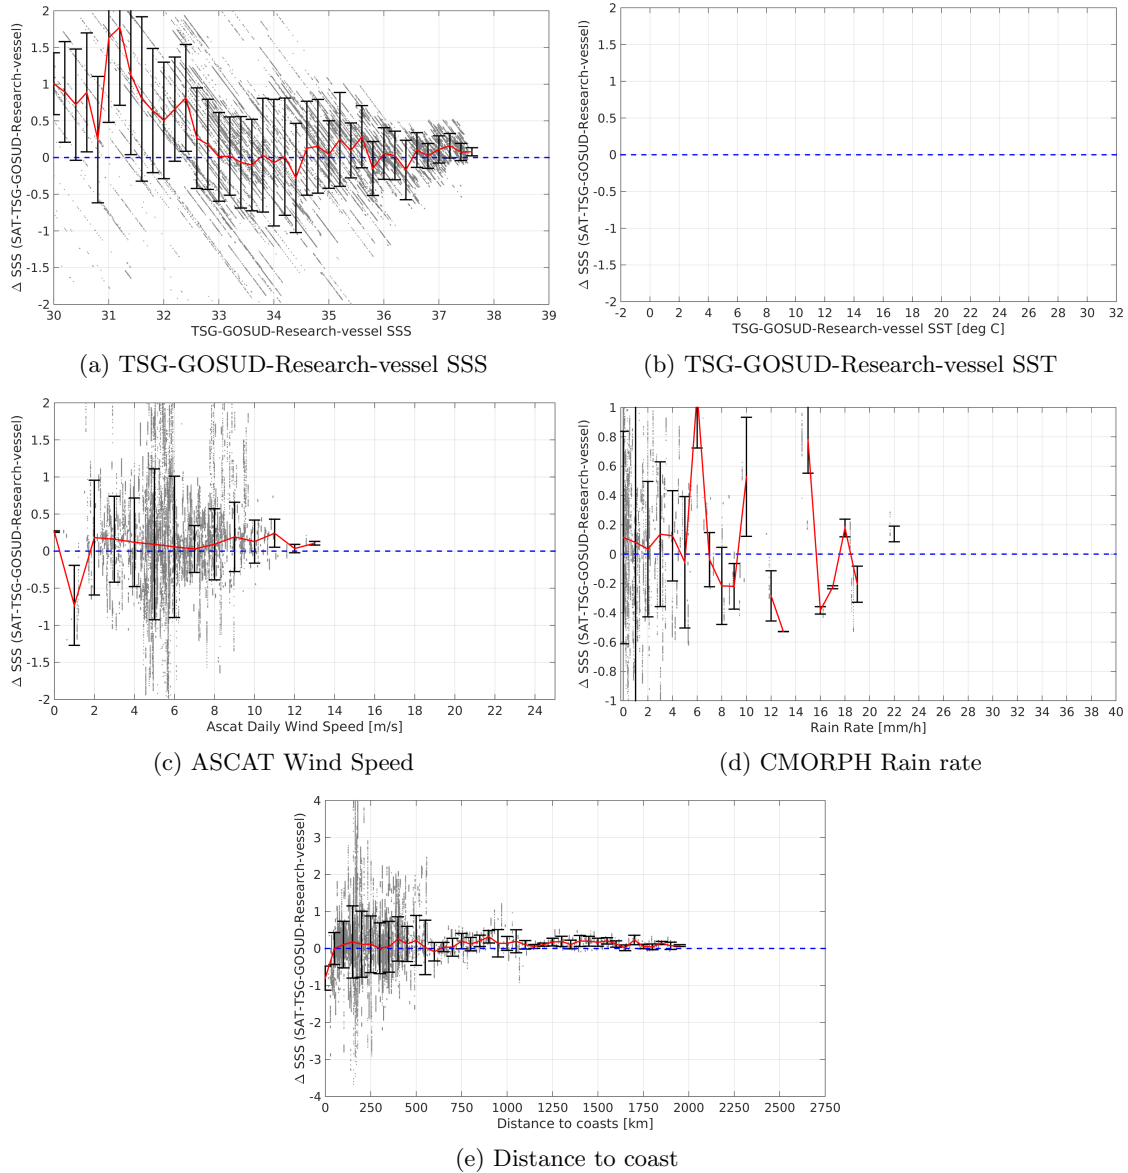 Δ SSS (SAT-TSG-GOSUD-Research-vessel)
2
1.5
1
0.5
0
-0.5
-1
-1.5
-2
30 31 32 33 34 35 36 37 38 39
TSG-GOSUD-Research-vessel SSS
(a) TSG-GOSUD-Research-vessel SSS
Δ SSS (SAT-TSG-GOSUD-Research-vessel)
2
1.5
1
0.5
0
-0.5
-1
-1.5
-2
-2 0 2 4 6 8 10 12 14 16 18 20 22 24 26 28 30 32
TSG-GOSUD-Research-vessel SST [deg C]
(b) TSG-GOSUD-Research-vessel SST
Δ SSS (SAT-TSG-GOSUD-Research-vessel)
2
1.5
1
0.5
0
-0.5
-1
-1.5
-2
0 2 4 6 8 10 12 14 16 18 20 22 24
Ascat Daily Wind Speed [m/s]
(c) ASCAT Wind Speed
Δ SSS (SAT-TSG-GOSUD-Research-vessel)
1
0.8
0.6
0.4
0.2
0
-0.2
-0.4
-0.6
-0.8
-1
0 2 4 6 8 10 12 14 16 18 20 22 24 26 28 30 32 34 36 38 40
Rain Rate [mm/h]
(d) CMORPH Rain rate
Δ SSS (SAT-TSG-GOSUD-Research-vessel)
4
3
2
1
0
-1
-2
-3
-4
0 250 500 750 1000 1250 1500 1750 2000 2250 2500 2750
Distance to coasts [km]
(e) Distance to coast